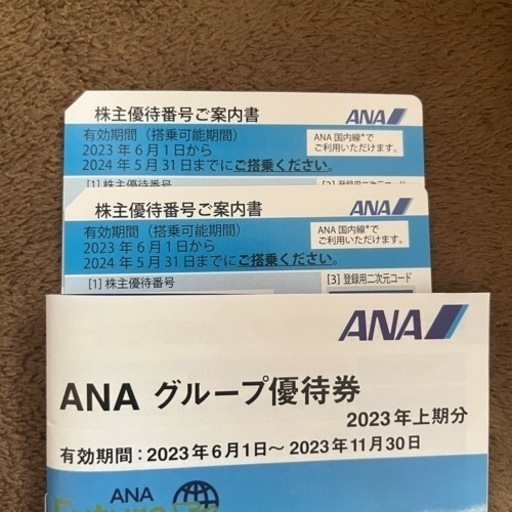 株主優待番号ご案内書 ANA
有効期間（搭乗可能期間）
2023年6月1日から
2024年5月31日までにご搭乗ください。
ANA国内線*で
ご利用いただけます。
[1] 株主優待番号
株主優待番号ご案内書 ANA
有効期間（搭乗可能期間）
2023年6月1日から
2024年5月31日までにご搭乗ください。
ANA国内線*で
ご利用いただけます。
[1] 株主優待番号 [3] 登録用二次元コード
ANA
ANA グループ優待券
2023年上期分
有効期間：2023年6月1日〜2023年11月30日
ANA